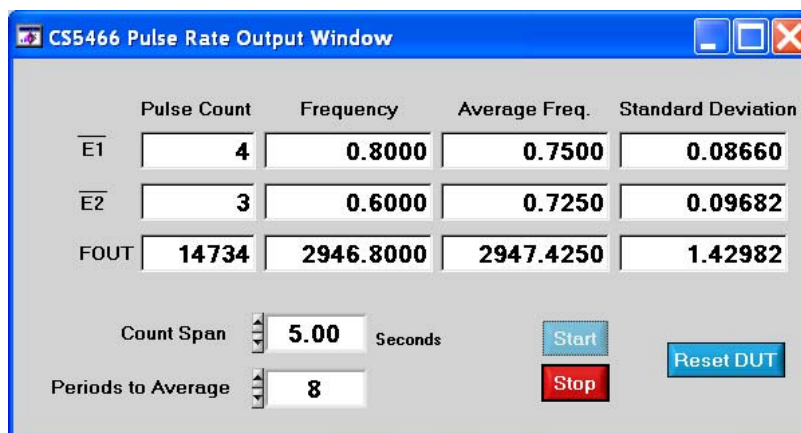 CS5466 Pulse Rate Output Window
Pulse Count Frequency Average Freq. Standard Deviation
E1 4 0.8000 0.7500 0.08660
E2 3 0.6000 0.7250 0.09682
FOUT 14734 2946.8000 2947.4250 1.42982
Count Span 5.00 Seconds Start
Reset DUT
Periods to Average 8 Stop